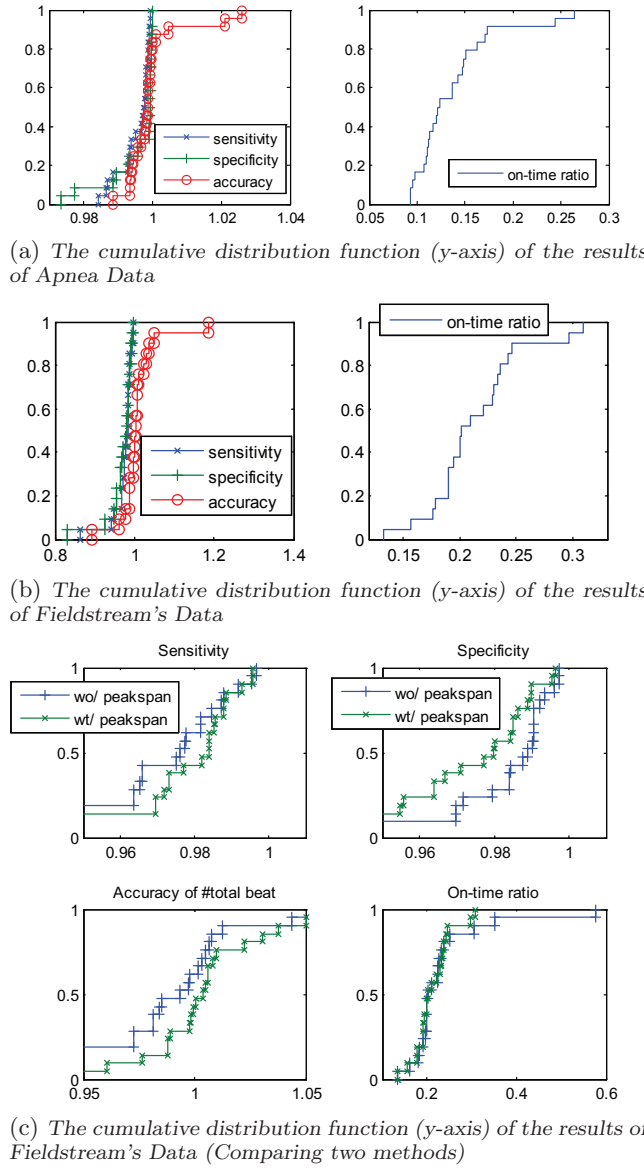 1
0.8
0.6
0.4
0.2
0
sensitivity
specificity
accuracy
0.98 1 1.02 1.04
1
0.8
0.6
0.4
0.2
0
on-time ratio
0.05 0.1 0.15 0.2 0.25 0.3
(a) The cumulative distribution function (y-axis) of the results
of Apnea Data
1
0.8
0.6
0.4
0.2
0
sensitivity
specificity
accuracy
0.8 1 1.2 1.4
on-time ratio
1
0.8
0.6
0.4
0.2
0
0.15 0.2 0.25 0.3
(b) The cumulative distribution function (y-axis) of the results
of Fieldstream's Data
Sensitivity
1
wo/ peakspan
wt/ peakspan
0.5
0
0.96 0.98 1
Specificity
1
wo/ peakspan
wt/ peakspan
0.5
0
0.96 0.98 1
Accuracy of #total beat
1
0.5
0
0.95 1 1.05
On-time ratio
1
0.5
0
0.2 0.4 0.6
(c) The cumulative distribution function (y-axis) of the results of
Fieldstream's Data (Comparing two methods)